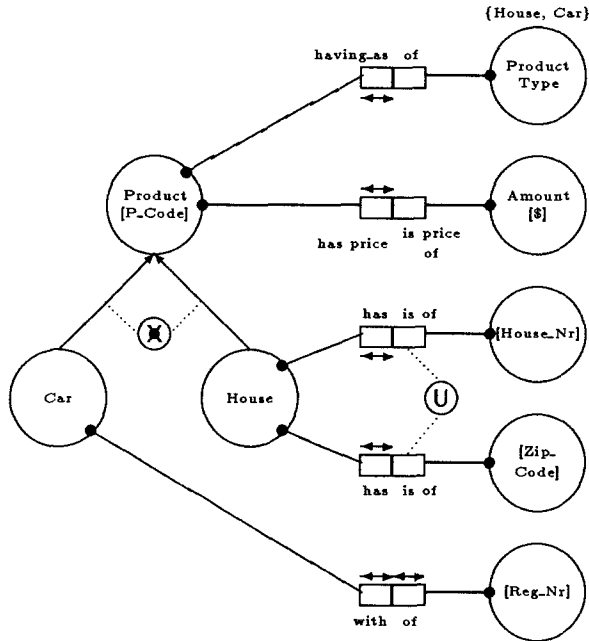 {House, Car}
having_as of
Product
Type
Product
[P_Code]
Amount
[$]
has price
is price
of
has is of
[House_Nr]
Car
House
U
[Zip_
Code]
has is of
[Reg_Nr]
with of